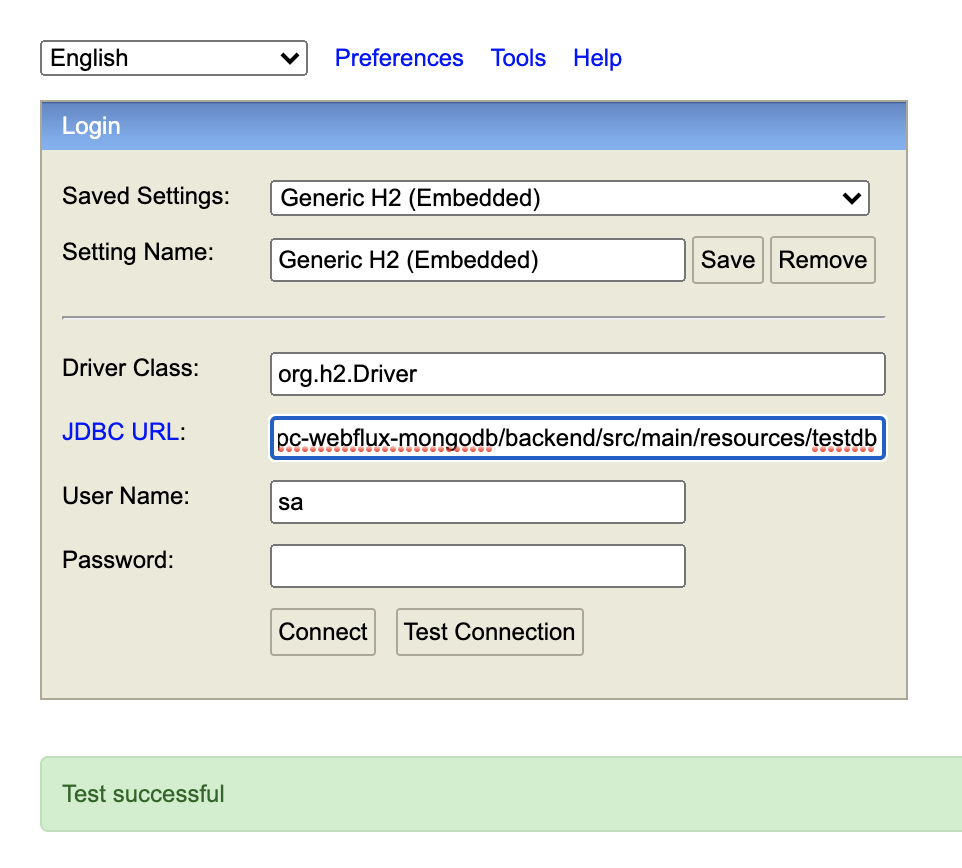 English Preferences Tools Help
Login
Saved Settings: Generic H2 (Embedded)
Setting Name: Generic H2 (Embedded) Save Remove
Driver Class: org.h2.Driver
JDBC URL: pc-webflux-mongodb/backend/src/main/resources/testdb
User Name: sa
Password:
Connect Test Connection
Test successful